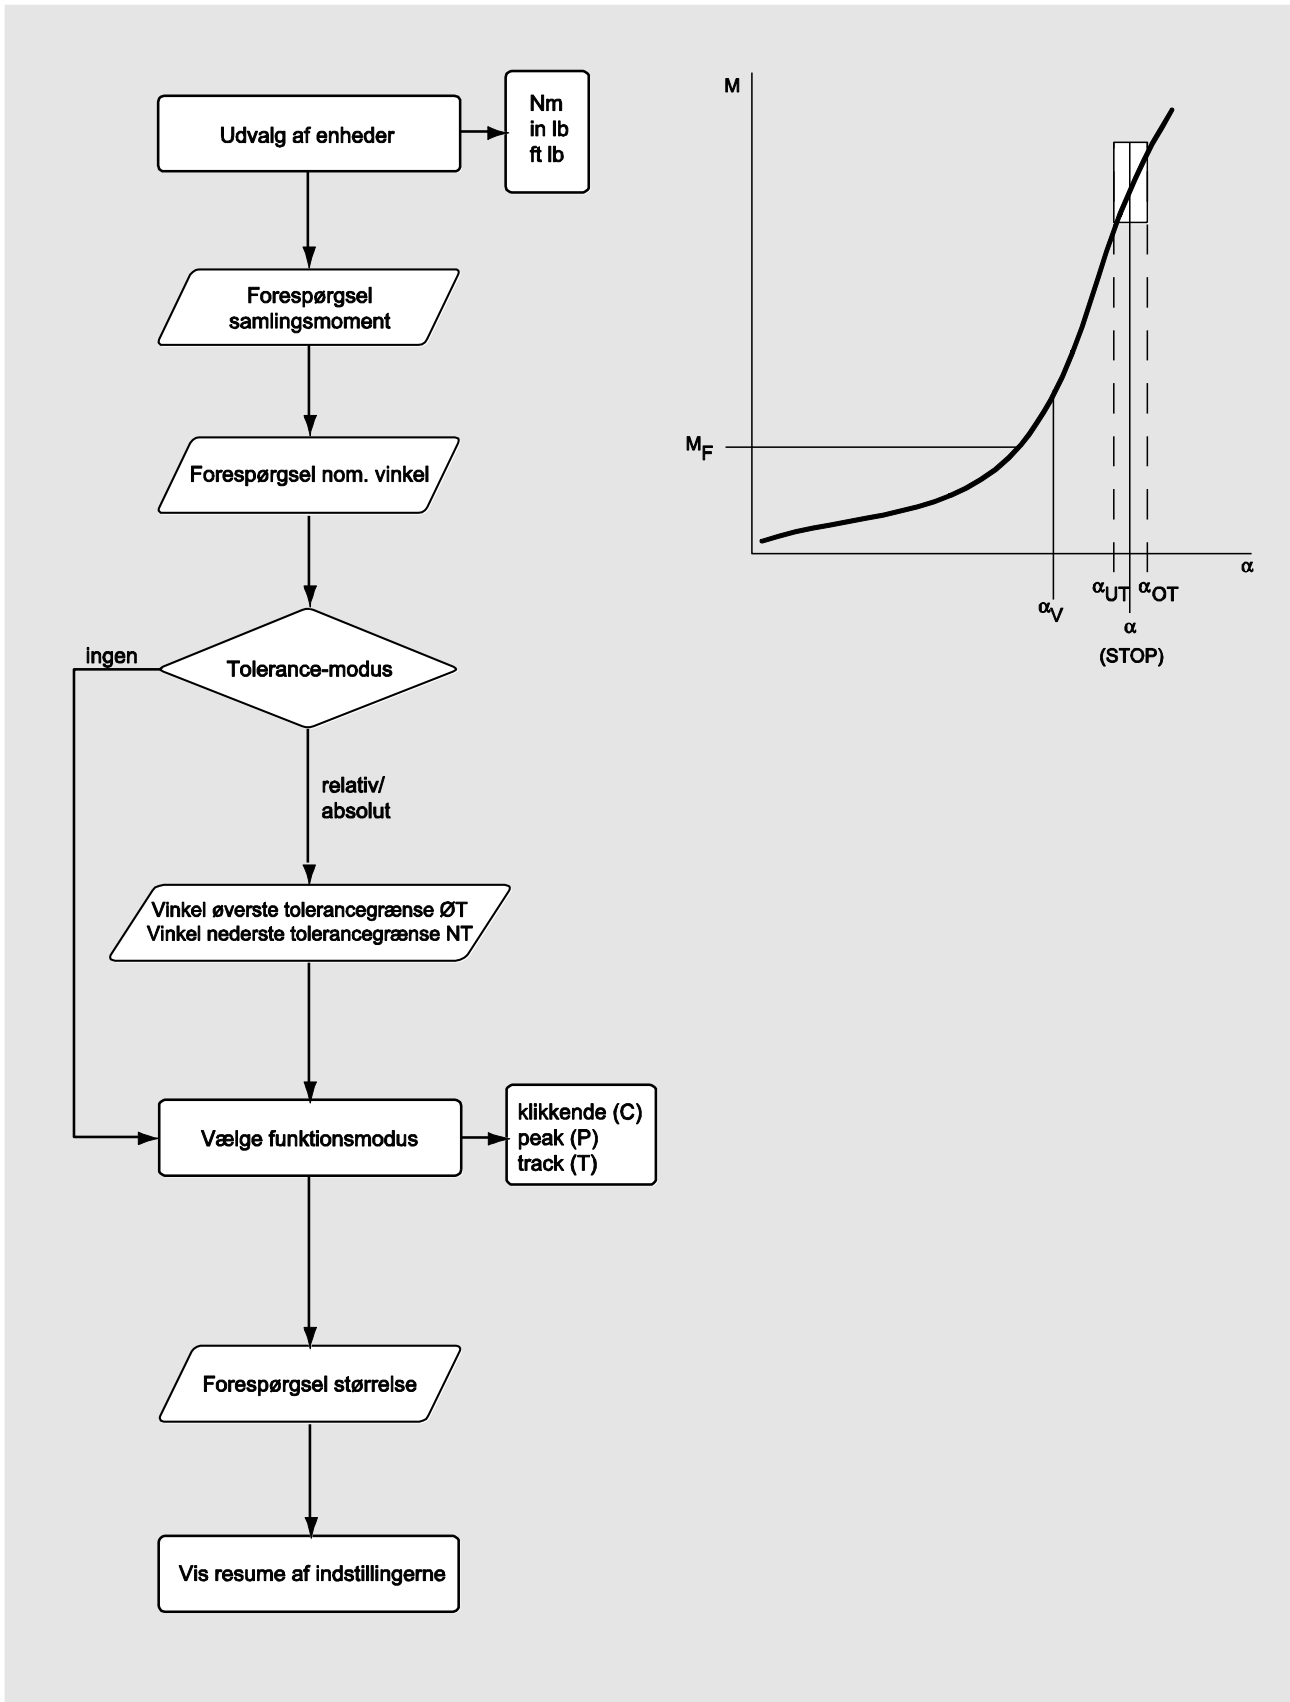 Udvalg af enheder
Nm
in lb
ft lb
Forespørgsel
samlingsmoment
Forespørgsel nom. vinkel
ingen
Tolerance-modus
relativ/
absolut
Vinkel øverste tolerancegrænse ØT
Vinkel nederste tolerancegrænse NT
Vælge funktionsmodus
klikkende (C)
peak (P)
track (T)
Forespørgsel størrelse
Vis resume af indstillingerne
M
MF
α
αUT
αOT
αV
α
(STOP)